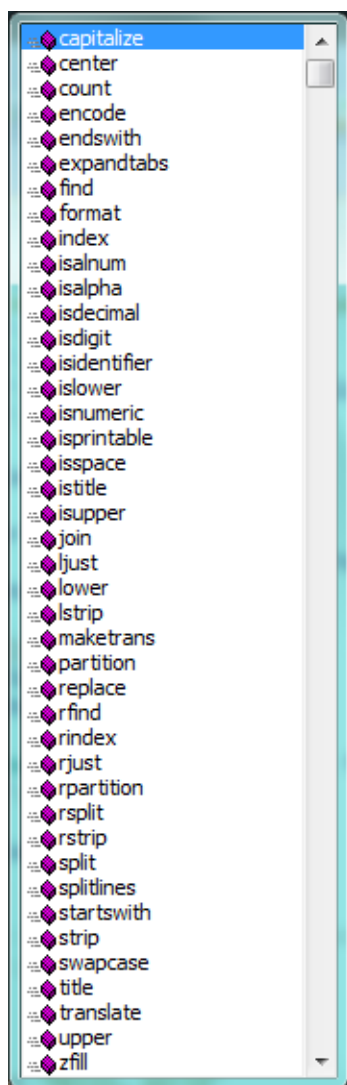 capitalize
center
count
encode
endswith
expandtabs
find
format
index
isalnum
isalpha
isdecimal
isdigit
isidentifier
islower
isnumeric
isprintable
isspace
istitle
isupper
join
ljust
lower
lstrip
maketrans
partition
replace
rfind
rindex
rjust
rpartition
rsplit
rstrip
split
splitlines
startswith
strip
swapcase
title
translate
upper
zfill